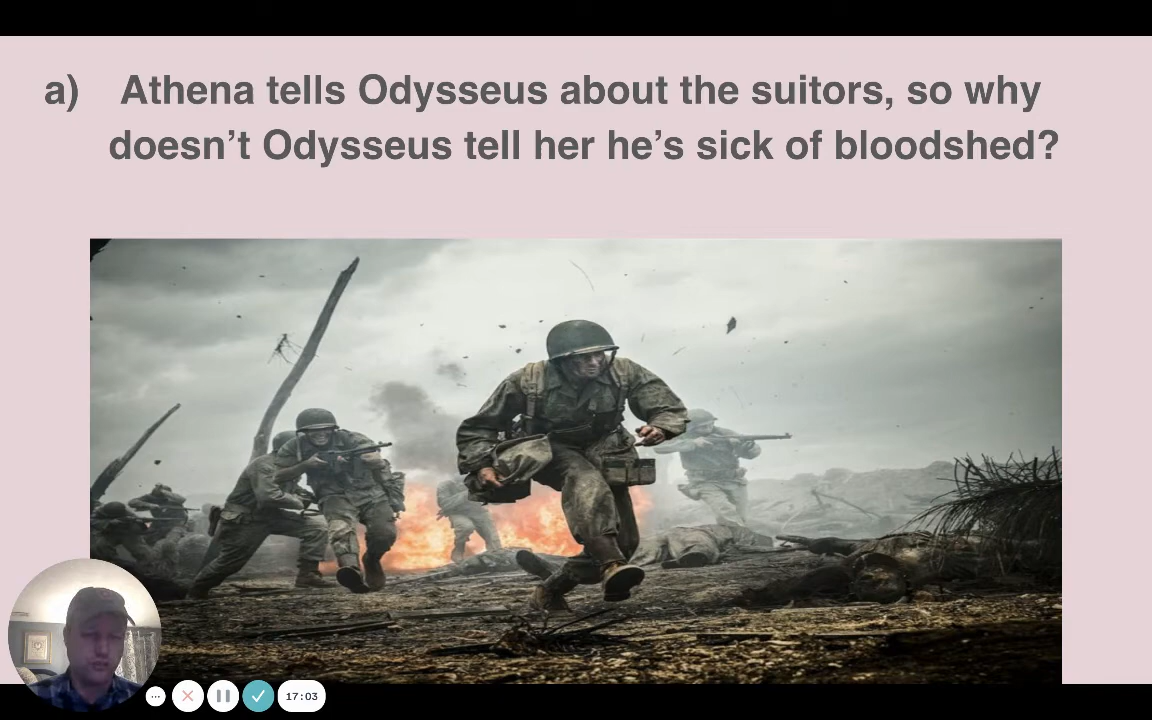 a) Athena tells Odysseus about the suitors, so why
doesn’t Odysseus tell her he’s sick of bloodshed?
17:03